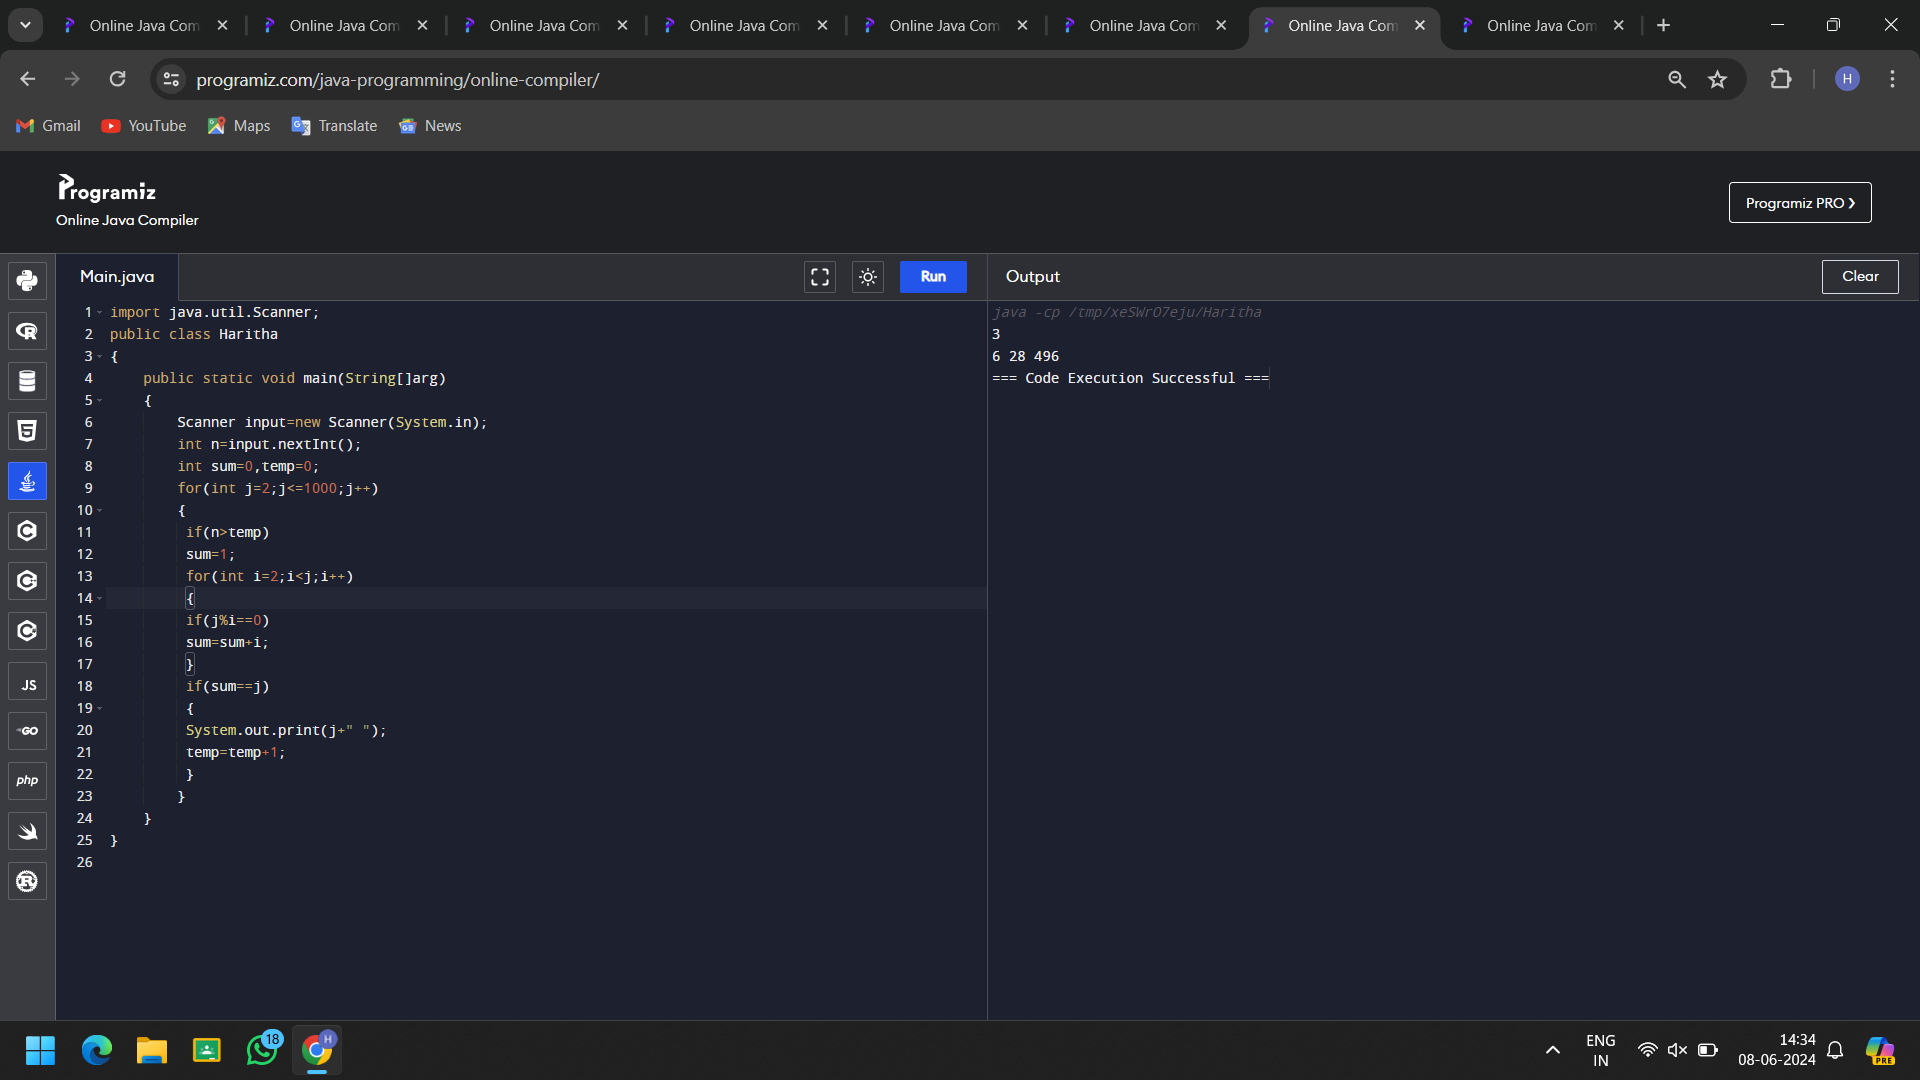 Online Java Com
Online Java Com
Online Java Com
Online Java Com
Online Java Com
Online Java Com
Online Java Com
Online Java Com
programiz.com/java-programming/online-compiler/
H
Gmail
YouTube
Maps
Translate
News
Programiz
Online Java Compiler
Programiz PRO ❯
Main.java
Run
Output
Clear
1 import java.util.Scanner;
2 public class Haritha
3 {
4     public static void main(String[]arg)
5     {
6         Scanner input=new Scanner(System.in);
7         int n=input.nextInt();
8         int sum=0,temp=0;
9         for(int j=2;j<=1000;j++)
10         {
11          if(n>temp)
12          sum=1;
13          for(int i=2;i<j;i++)
14          {
15          if(j%i==0)
16          sum=sum+i;
17          }
18          if(sum==j)
19          {
20          System.out.print(j+" ");
21          temp=temp+1;
22          }
23         }
24     }
25 }
26
java -cp /tmp/xeSWrO7eju/Haritha
3
6 28 496
=== Code Execution Successful ===
JS
GO
php
18
H
ENG
IN
14:34
08-06-2024
PRE